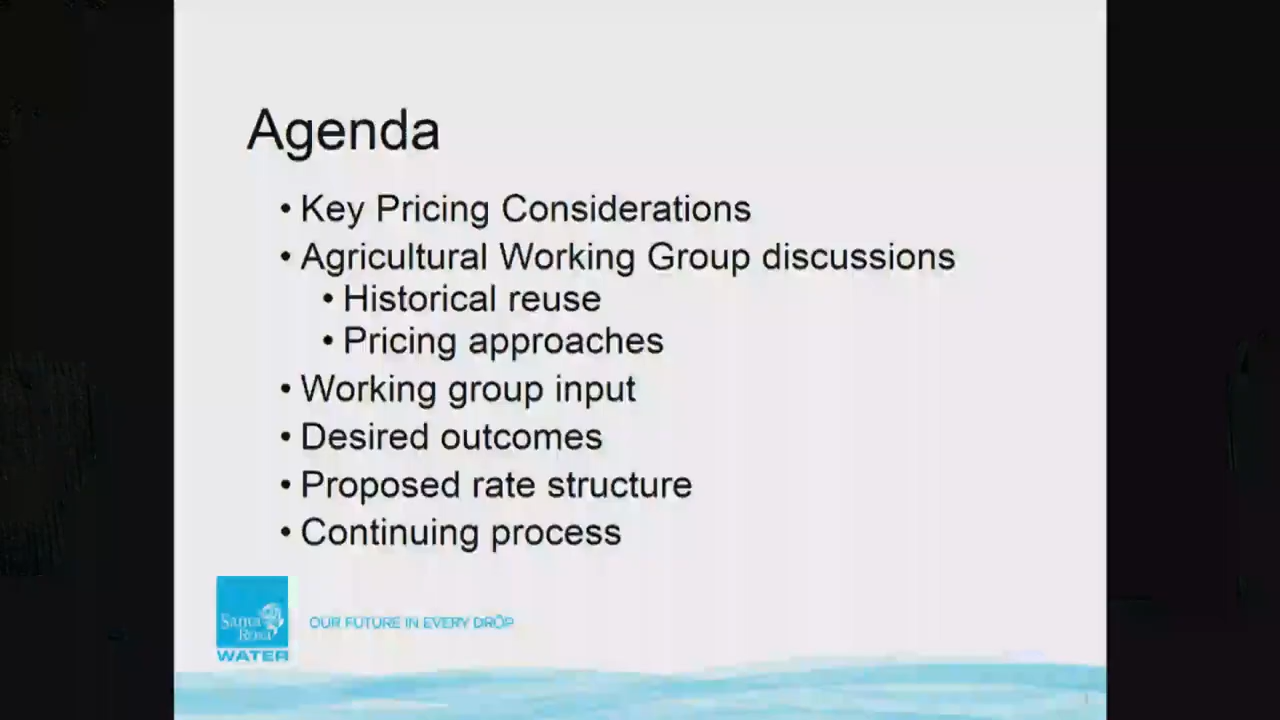 Agenda
• Key Pricing Considerations
• Agricultural Working Group discussions
• Historical reuse
• Pricing approaches
• Working group input
• Desired outcomes
• Proposed rate structure
• Continuing process
Santa
Rosa
WATER
OUR FUTURE IN EVERY DROP